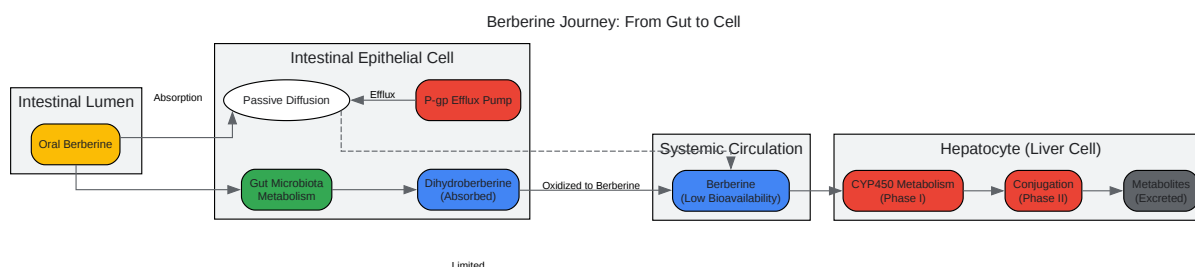 Berberine Journey: From Gut to Cell
Intestinal Lumen
Oral Berberine
Absorption
Intestinal Epithelial Cell
Passive Diffusion
Efflux
P-gp Efflux Pump
Gut Microbiota
Metabolism
Dihydroberberine
(Absorbed)
Oxidized to Berberine
Limited
Systemic Circulation
Berberine
(Low Bioavailability)
Hepatocyte (Liver Cell)
CYP450 Metabolism
(Phase I)
Conjugation
(Phase II)
Metabolites
(Excreted)